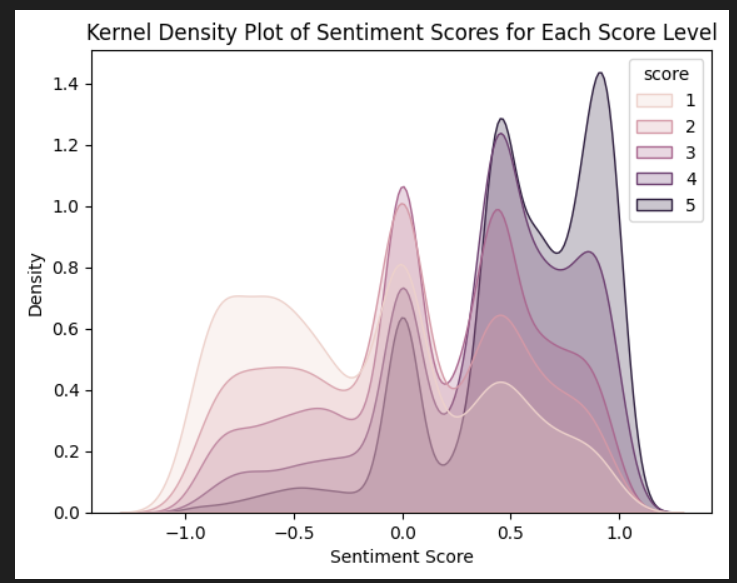 Kernel Density Plot of Sentiment Scores for Each Score Level
score
1
2
3
4
5
1.4
1.2
1.0
0.8
0.6
0.4
0.2
0.0
Density
−1.0 −0.5 0.0 0.5 1.0
Sentiment Score